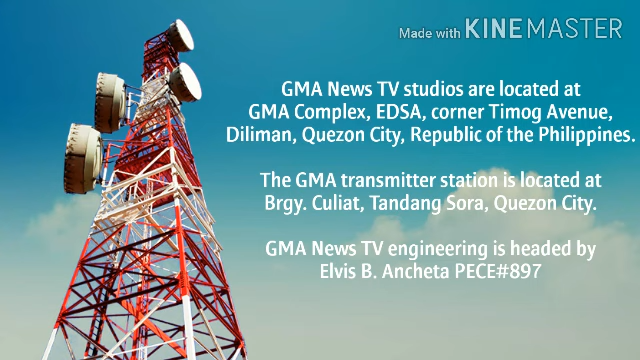 Made with KINEMASTER
GMA News TV studios are located at
GMA Complex, EDSA, corner Timog Avenue,
Diliman, Quezon City, Republic of the Philippines.
The GMA transmitter station is located at
Brgy. Culiat, Tandang Sora, Quezon City.
GMA News TV engineering is headed by
Elvis B. Ancheta PECE#897